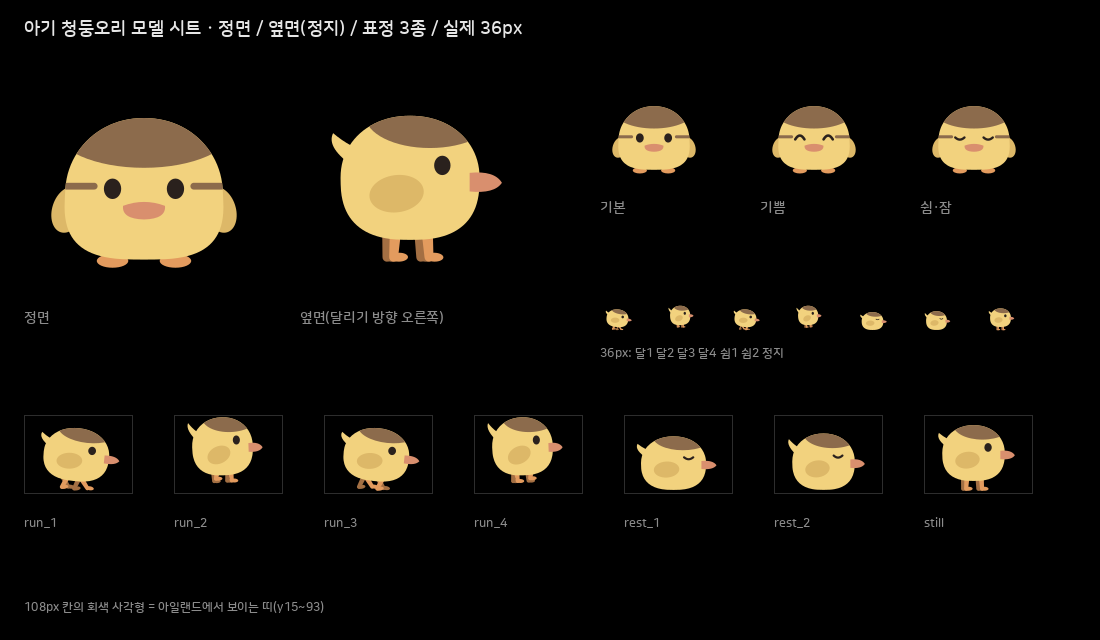 아기 청둥오리 모델 시트 · 정면 / 옆면(정지) / 표정 3종 / 실제 36px
기본
기쁨
쉼·잠
정면
옆면(달리기 방향 오른쪽)
36px: 달1 달2 달3 달4 쉼1 쉼2 정지
run_1
run_2
run_3
run_4
rest_1
rest_2
still
108px 칸의 회색 사각형 = 아일랜드에서 보이는 띠(y15~93)